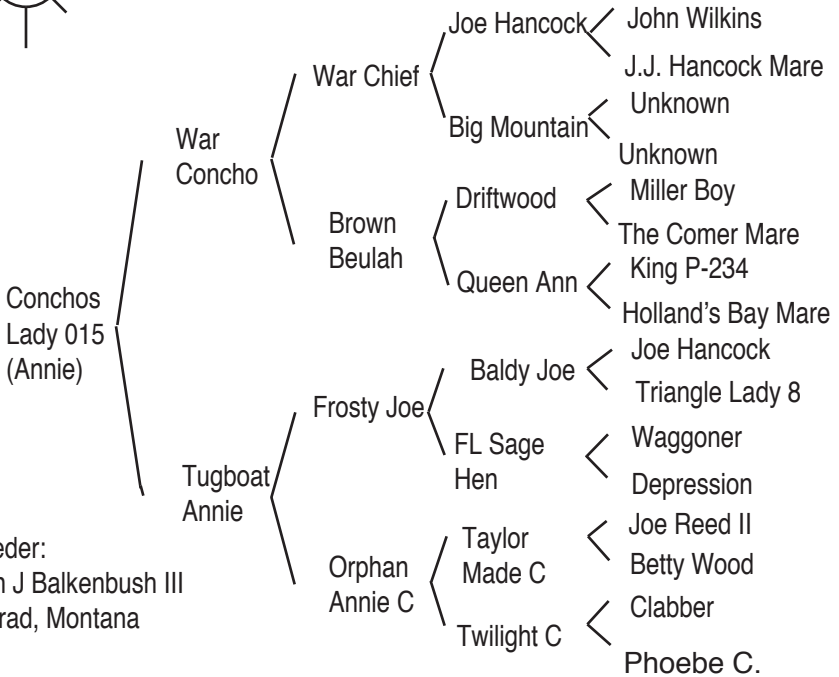 Conchos
Lady 015
(Annie)
War
Concho
Tugboat
Annie
War Chief
Brown
Beulah
Frosty Joe
Orphan
Annie C
Joe Hancock
Big Mountain
Driftwood
Queen Ann
Baldy Joe
FL Sage
Hen
Taylor
Made C
Twilight C
John Wilkins
J.J. Hancock Mare
Unknown
Unknown
Miller Boy
The Comer Mare
King P-234
Holland's Bay Mare
Joe Hancock
Triangle Lady 8
Waggoner
Depression
Joe Reed II
Betty Wood
Clabber
Phoebe C.
eder:
n J Balkenbush III
rad, Montana